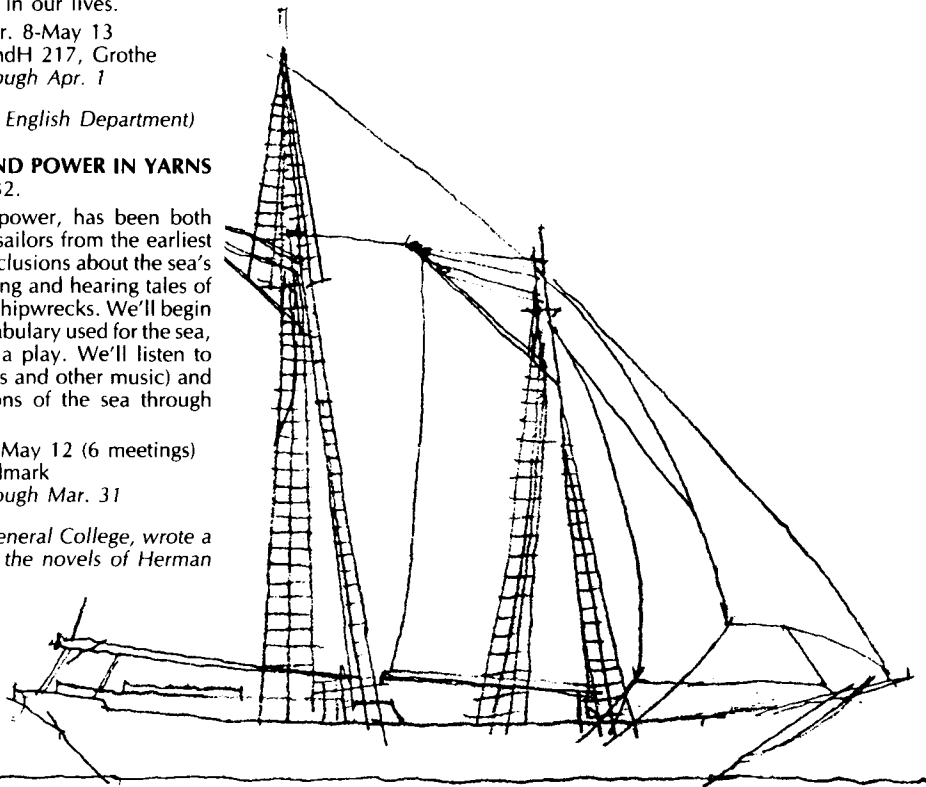 in our lives.
r. 8-May 13
ndH 217, Grothe
ough Apr. 1
English Department)
ND POWER IN YARNS
2.
power, has been both
sailors from the earliest
clusions about the sea's
ng and hearing tales of
hipwrecks. We'll begin
abulary used for the sea,
a play. We'll listen to
s and other music) and
ons of the sea through
May 12 (6 meetings)
dmark
ough Mar. 31
eneral College, wrote a
the novels of Herman